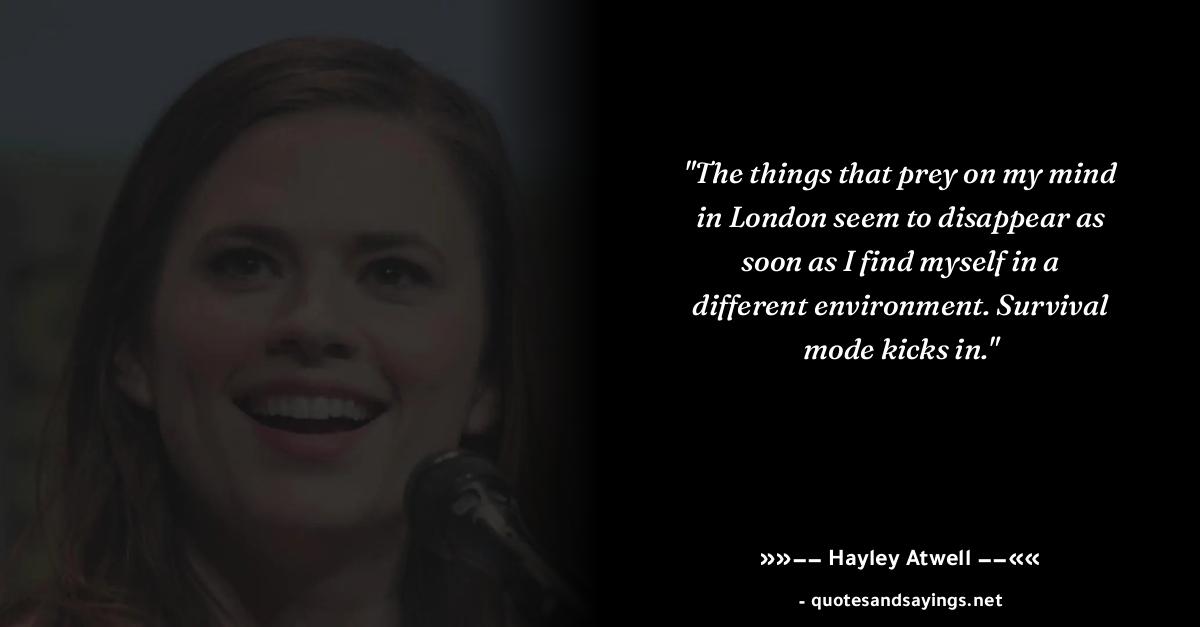 "The things that prey on my mind
in London seem to disappear as
soon as I find myself in a
different environment. Survival
mode kicks in."
»»–– Hayley Atwell ––««
- quotesandsayings.net